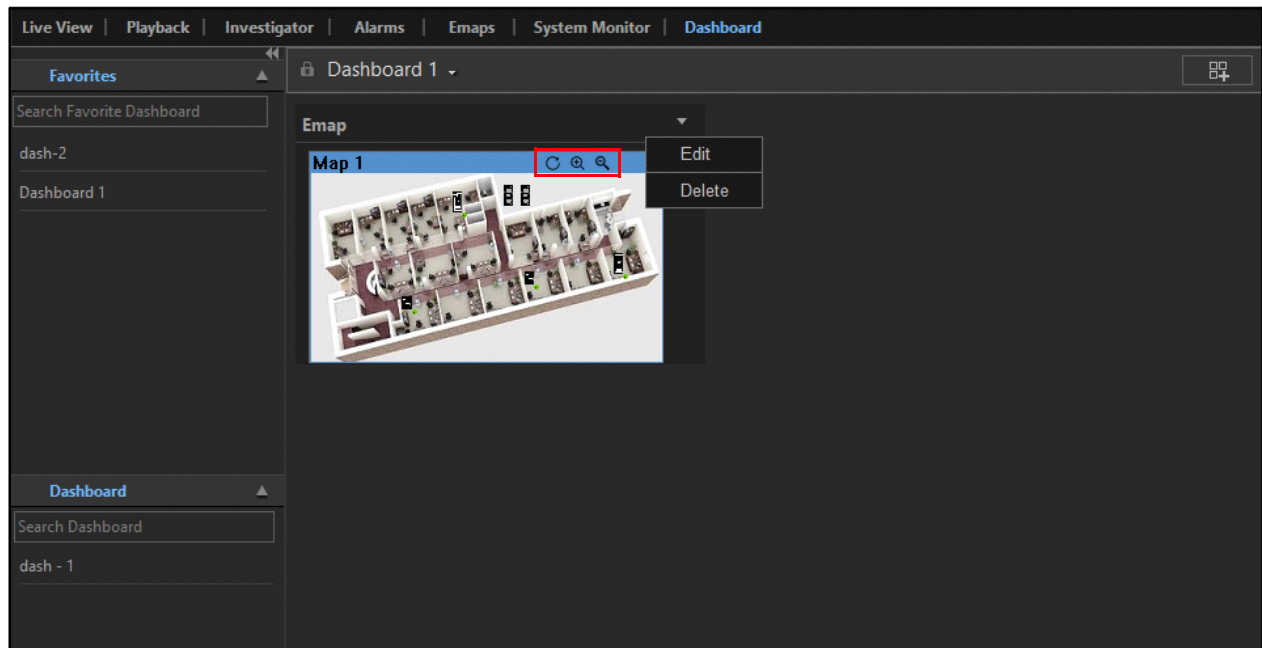 Live View | Playback | Investigator | Alarms | Emaps | System Monitor | Dashboard
Favorites
Search Favorite Dashboard
dash-2
Dashboard 1
Dashboard
Search Dashboard
dash - 1
Dashboard 1
Emap
Map 1
Edit
Delete